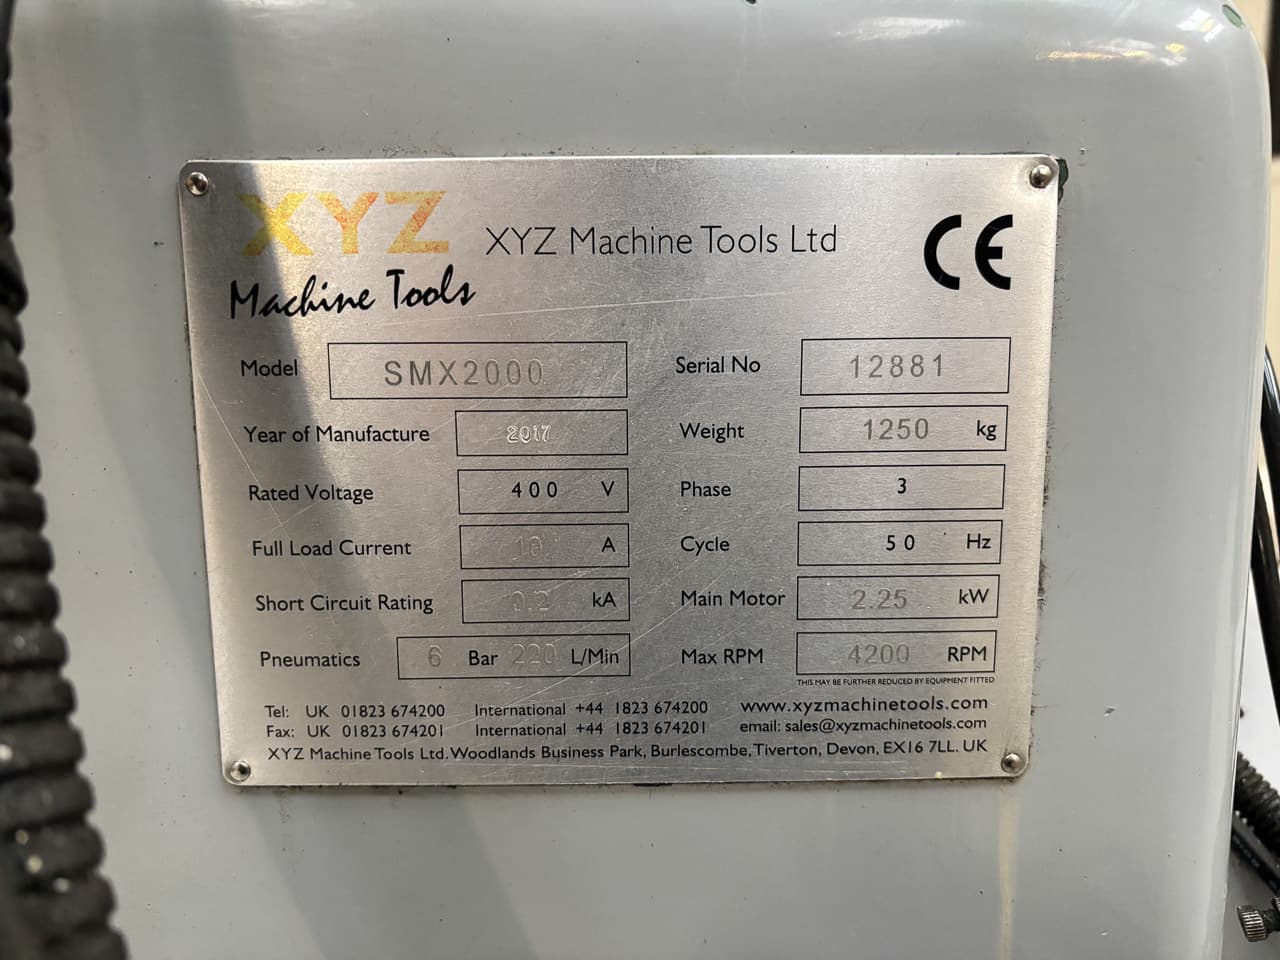 XYZ
Machine Tools
XYZ Machine Tools Ltd
CE
Model SMX2000
Serial No 12881
Year of Manufacture 2017
Weight 1250 kg
Rated Voltage 400 V
Phase 3
Full Load Current 10 A
Cycle 50 Hz
Short Circuit Rating 0.2 kA
Main Motor 2.25 kW
Pneumatics 6 Bar 220 L/Min
Max RPM 4200 RPM
THIS MAY BE FURTHER REDUCED BY EQUIPMENT FITTED
Tel: UK 01823 674200 International +44 1823 674200 www.xyzmachinetools.com
Fax: UK 01823 674201 International +44 1823 674201 email: sales@xyzmachinetools.com
XYZ Machine Tools Ltd. Woodlands Business Park, Burlescombe, Tiverton, Devon, EX16 7LL. UK